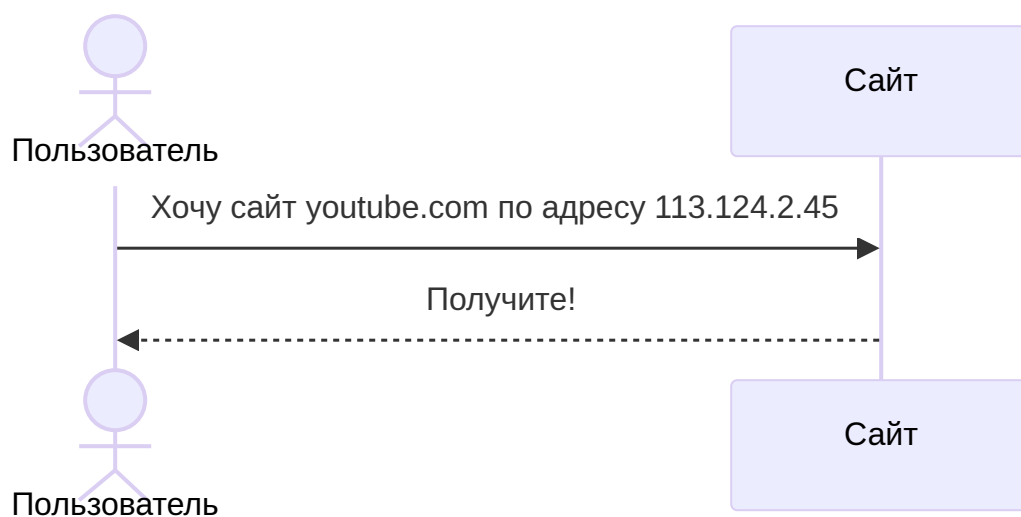 Пользователь
Сайт
Хочу сайт youtube.com по адресу 113.124.2.45
Получите!
Пользователь
Сайт